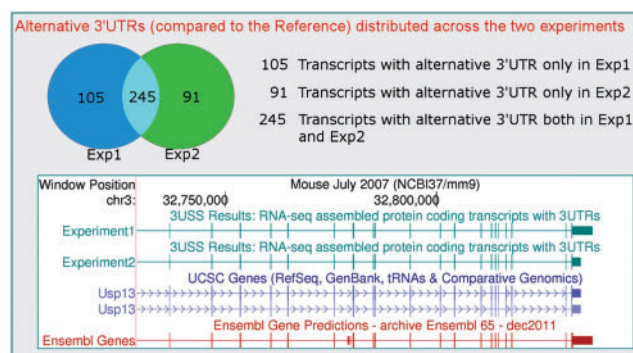 Alternative 3'UTRs (compared to the Reference) distributed across the two experiments
105 245 91
Exp1 Exp2
105 Transcripts with alternative 3'UTR only in Exp1
91 Transcripts with alternative 3'UTR only in Exp2
245 Transcripts with alternative 3'UTR both in Exp1
and Exp2
Window Position Mouse July 2007 (NCBI37/mm9)
chr3: 32,750,000 32,800,000
3USS Results: RNA-seq assembled protein coding transcripts with 3UTRs
Experiment1
3USS Results: RNA-seq assembled protein coding transcripts with 3UTRs
Experiment2
UCSC Genes (RefSeq, GenBank, tRNAs & Comparative Genomics)
Usp13
Usp13
Ensembl Gene Predictions - archive Ensembl 65 - dec2011
Ensembl Genes